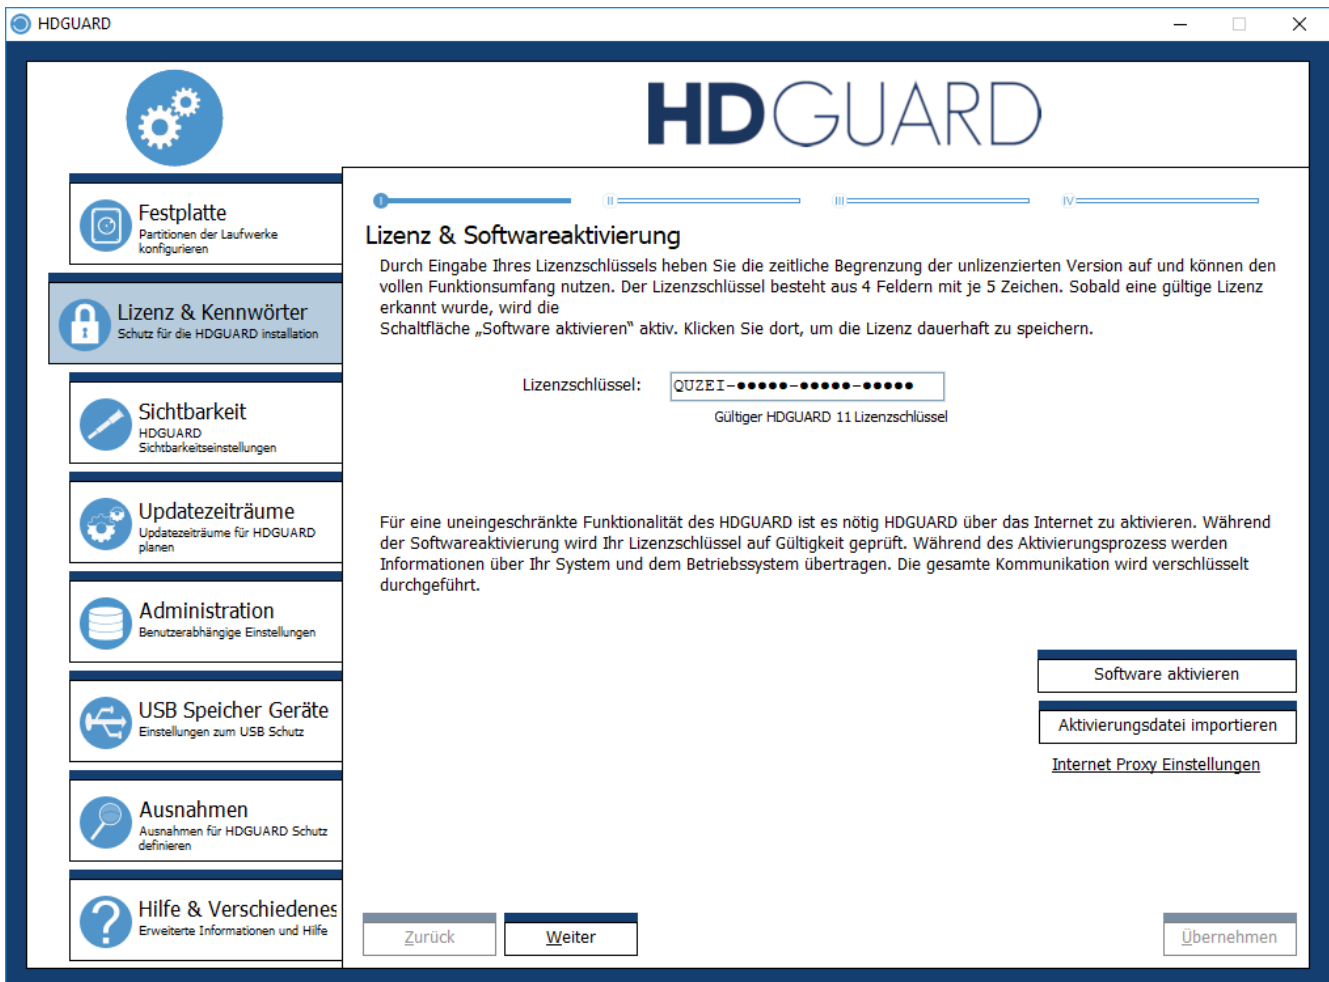 HDGUARD
HDGUARD
Festplatte
Partitionen der Laufwerke
konfigurieren
Lizenz & Kennwörter
Schutz für die HDGUARD installation
Sichtbarkeit
HDGUARD
Sichtbarkeitseinstellungen
Updatezeiträume
Updatezeiträume für HDGUARD
planen
Administration
Benutzerabhängige Einstellungen
USB Speicher Geräte
Einstellungen zum USB Schutz
Ausnahmen
Ausnahmen für HDGUARD Schutz
definieren
Hilfe & Verschiedenes
Erweiterte Informationen und Hilfe
I II III IV
Lizenz & Softwareaktivierung
Durch Eingabe Ihres Lizenzschlüssels heben Sie die zeitliche Begrenzung der unlizenzierten Version auf und können den
vollen Funktionsumfang nutzen. Der Lizenzschlüssel besteht aus 4 Feldern mit je 5 Zeichen. Sobald eine gültige Lizenz
erkannt wurde, wird die
Schaltfläche „Software aktivieren“ aktiv. Klicken Sie dort, um die Lizenz dauerhaft zu speichern.
Lizenzschlüssel: QUZEI-●●●●●-●●●●●-●●●●●
Gültiger HDGUARD 11 Lizenzschlüssel
Für eine uneingeschränkte Funktionalität des HDGUARD ist es nötig HDGUARD über das Internet zu aktivieren. Während
der Softwareaktivierung wird Ihr Lizenzschlüssel auf Gültigkeit geprüft. Während des Aktivierungsprozess werden
Informationen über Ihr System und dem Betriebssystem übertragen. Die gesamte Kommunikation wird verschlüsselt
durchgeführt.
Software aktivieren
Aktivierungsdatei importieren
Internet Proxy Einstellungen
Zurück Weiter Übernehmen